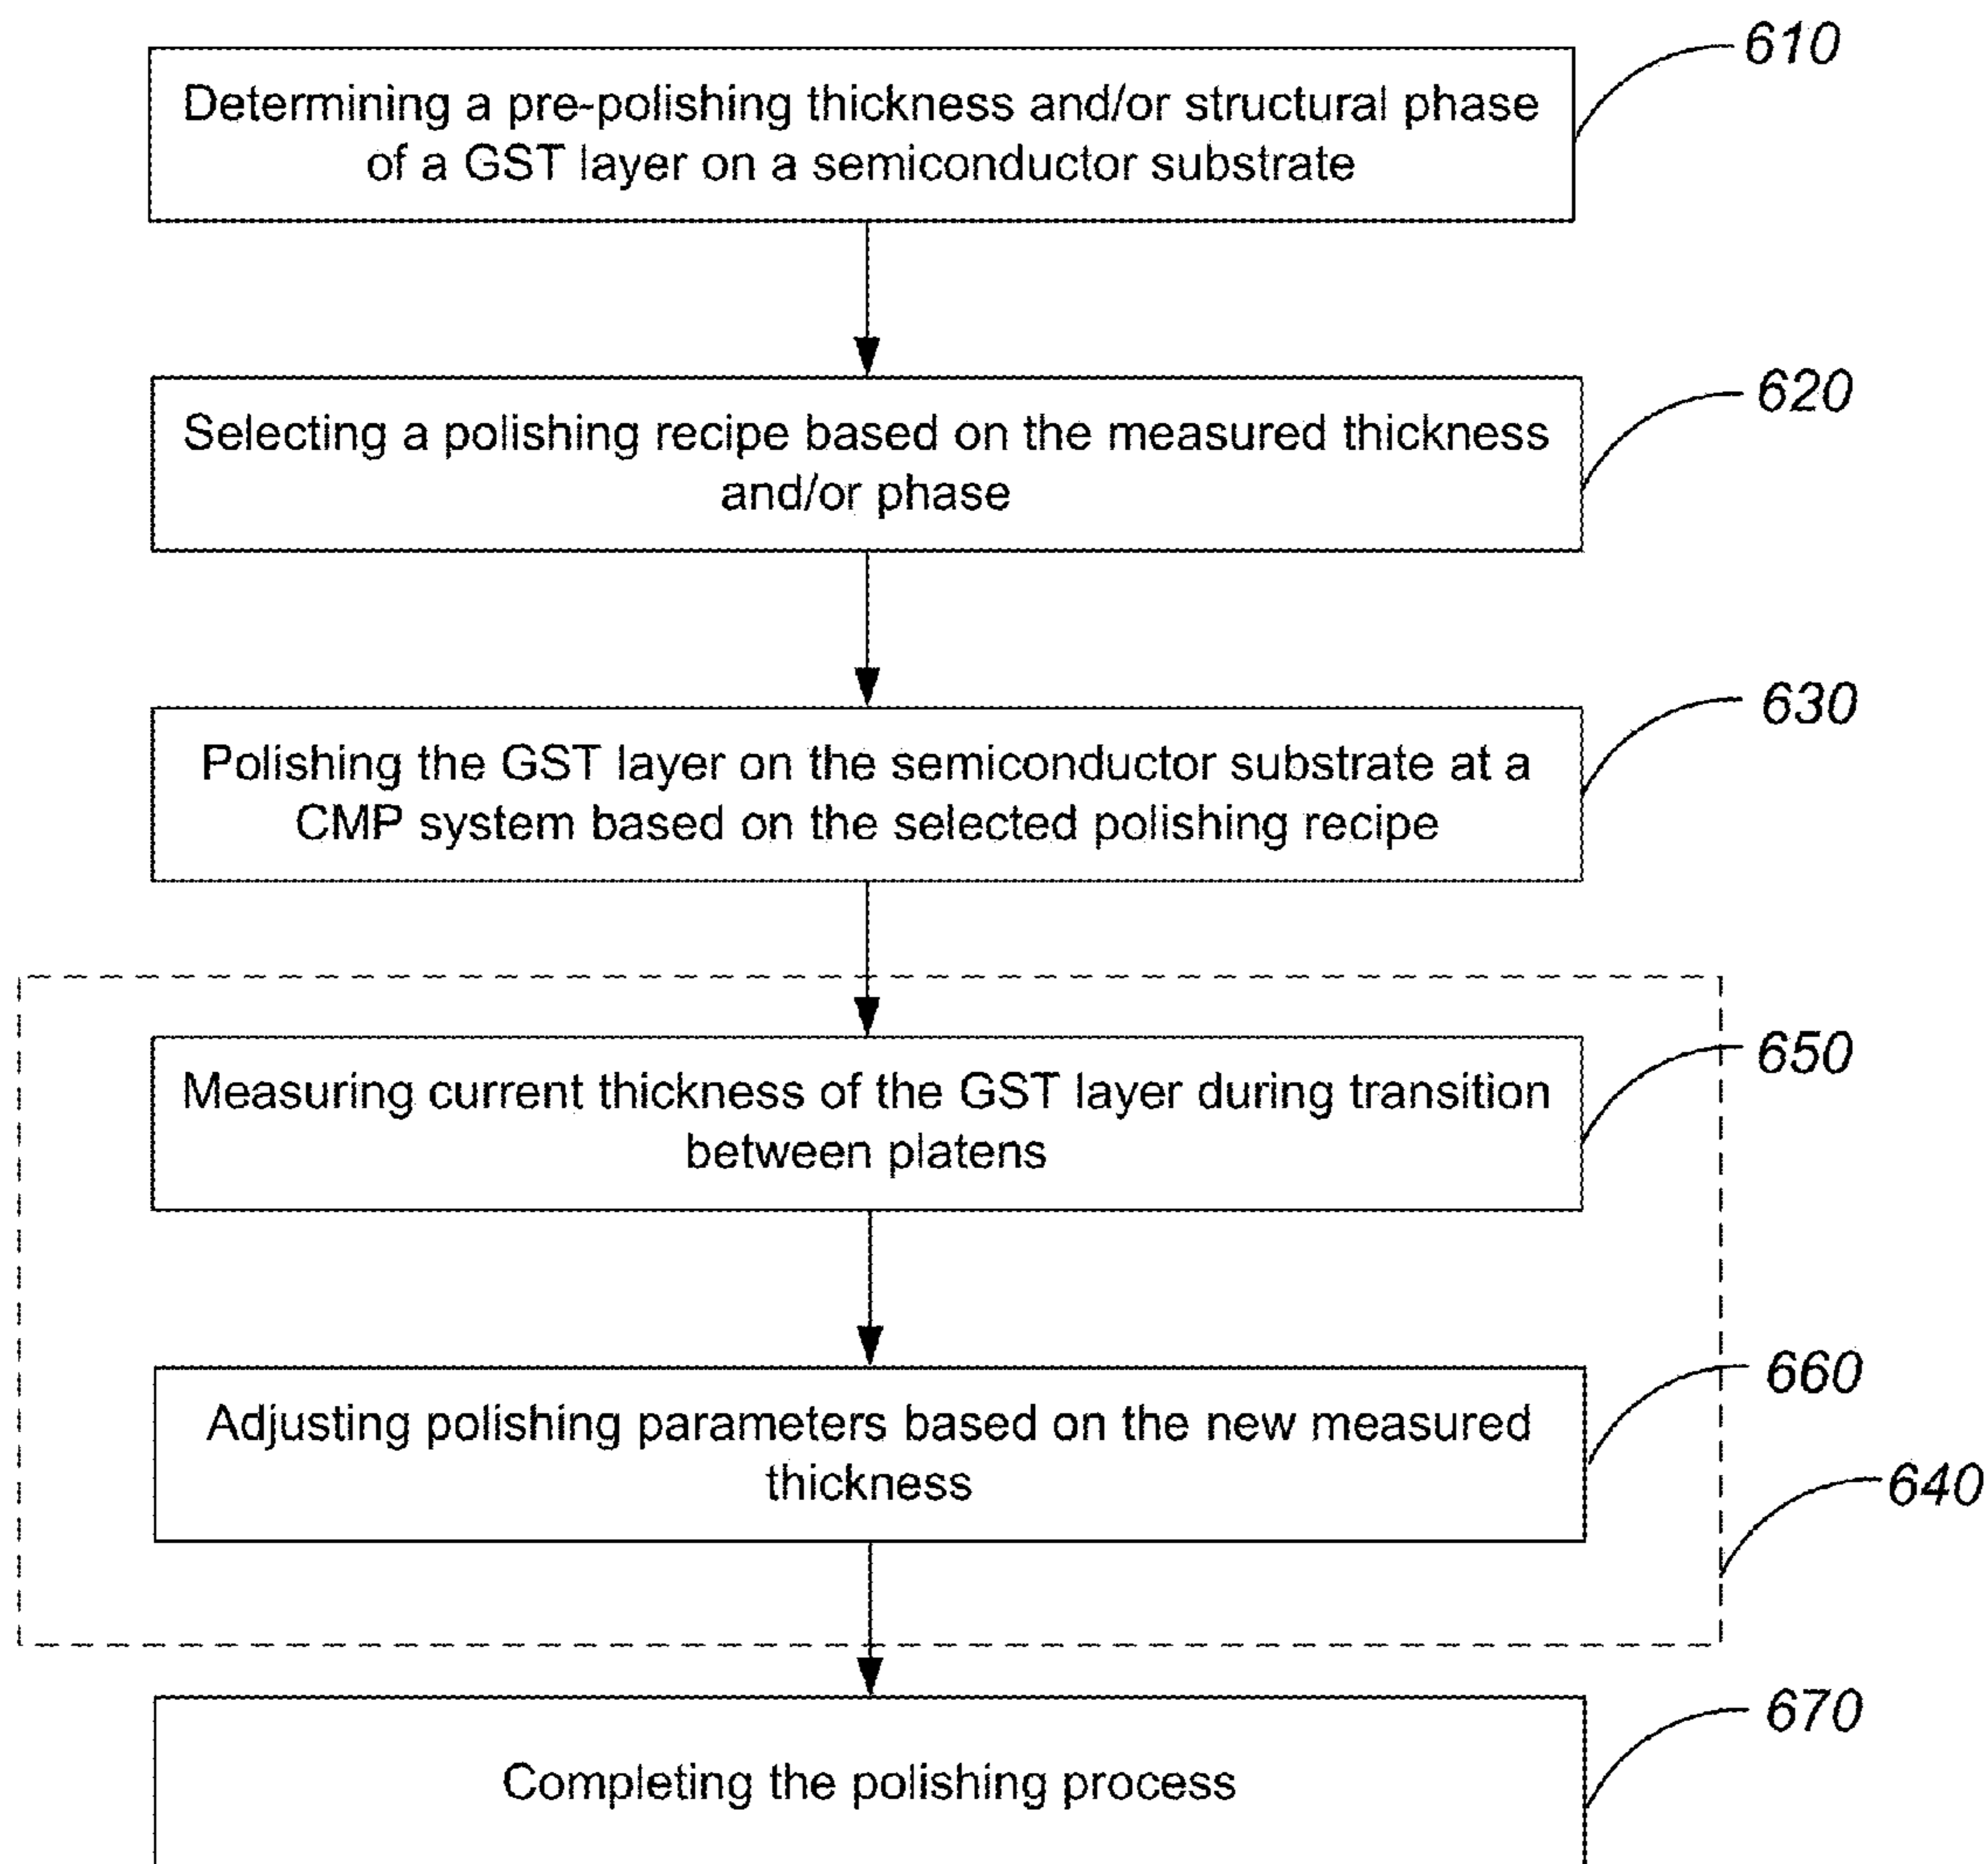 610
Determining a pre-polishing thickness and/or structural phase
of a GST layer on a semiconductor substrate
620
Selecting a polishing recipe based on the measured thickness
and/or phase
630
Polishing the GST layer on the semiconductor substrate at a
CMP system based on the selected polishing recipe
650
Measuring current thickness of the GST layer during transition
between platens
660
Adjusting polishing parameters based on the new measured
thickness
640
670
Completing the polishing process